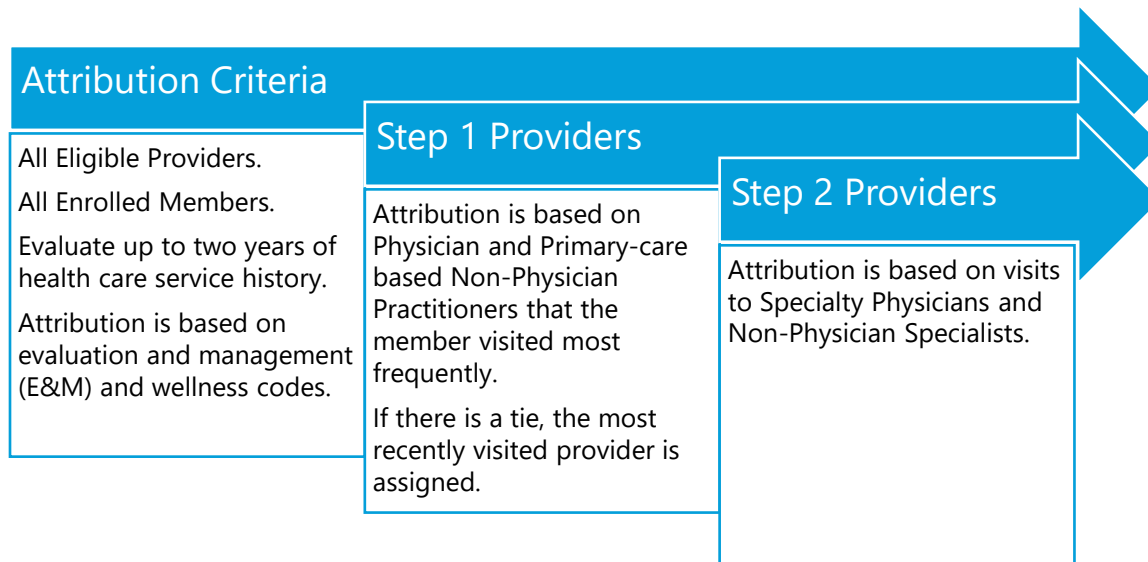 Attribution Criteria
All Eligible Providers.
All Enrolled Members.
Evaluate up to two years of
health care service history.
Attribution is based on
evaluation and management
(E&M) and wellness codes.
Step 1 Providers
Attribution is based on
Physician and Primary-care
based Non-Physician
Practitioners that the
member visited most
frequently.
If there is a tie, the most
recently visited provider is
assigned.
Step 2 Providers
Attribution is based on visits
to Specialty Physicians and
Non-Physician Specialists.